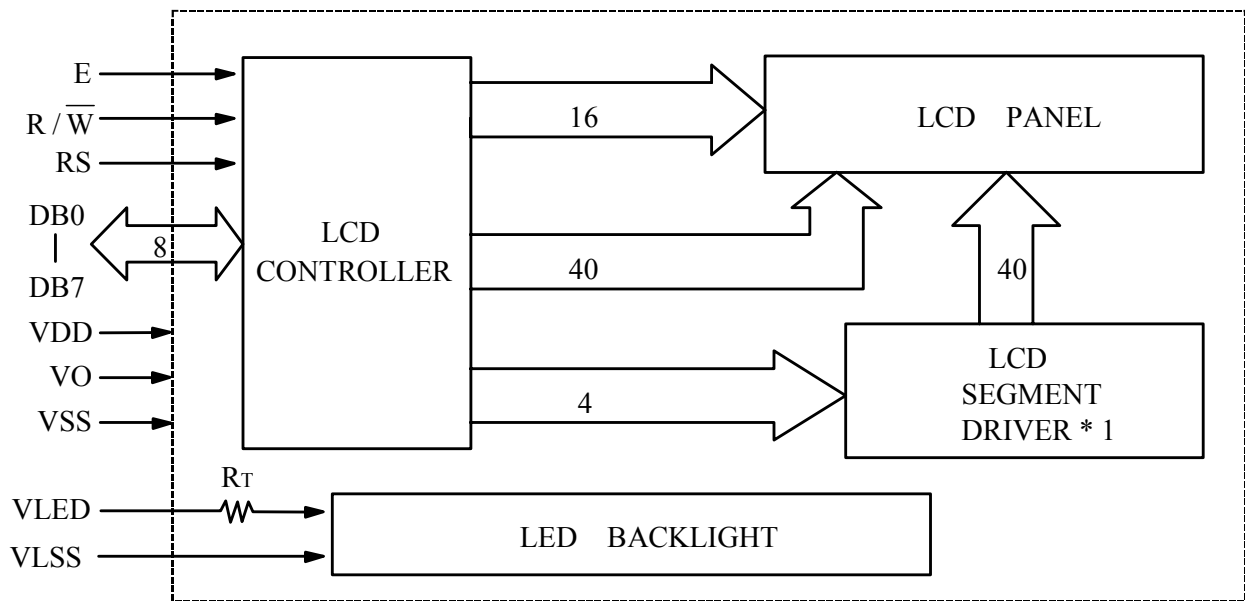 E
R / W̅
RS
DB0
DB7
8
VDD
VO
VSS
VLED
VLSS
RT
LCD
CONTROLLER
16
40
4
LCD PANEL
40
LCD
SEGMENT
DRIVER * 1
LED BACKLIGHT